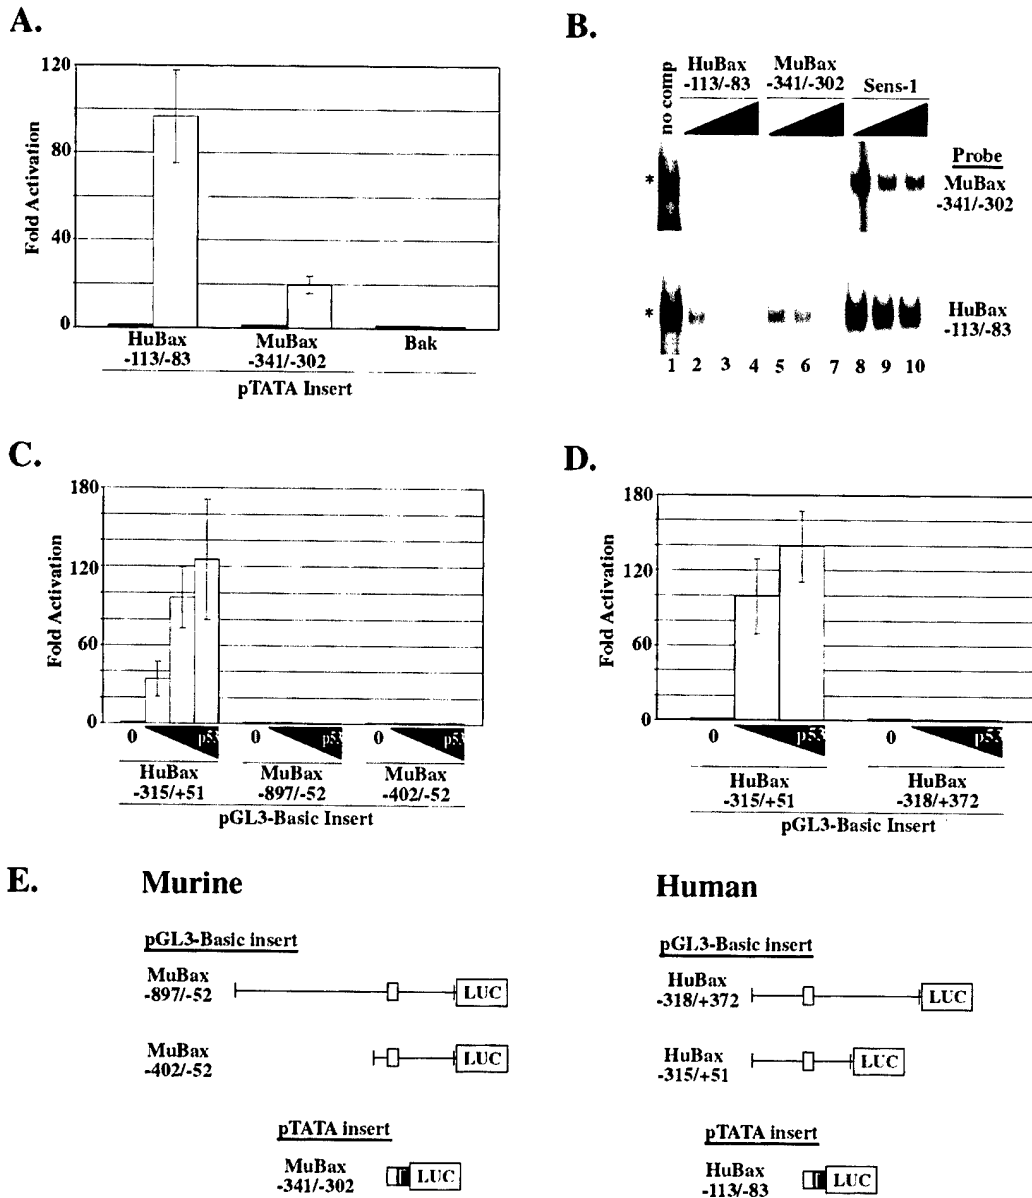 A.
120
80
40
0
Fold Activation
HuBax
-113/-83
MuBax
-341/-302
Bak
pTATA Insert
B.
no comp
HuBax
-113/-83
MuBax
-341/-302
Sens-1
Probe
*
MuBax
-341/-302
*
HuBax
-113/-83
1 2 3 4 5 6 7 8 9 10
C.
180
120
60
0
Fold Activation
0 p53
0 p53
0 p53
HuBax
-315/+51
MuBax
-897/-52
MuBax
-402/-52
pGL3-Basic Insert
D.
180
120
60
0
Fold Activation
0 p53
0 p53
HuBax
-315/+51
HuBax
-318/+372
pGL3-Basic Insert
E.
Murine
pGL3-Basic insert
MuBax
-897/-52
LUC
MuBax
-402/-52
LUC
pTATA insert
MuBax
-341/-302
LUC
Human
pGL3-Basic insert
HuBax
-318/+372
LUC
HuBax
-315/+51
LUC
pTATA insert
HuBax
-113/-83
LUC